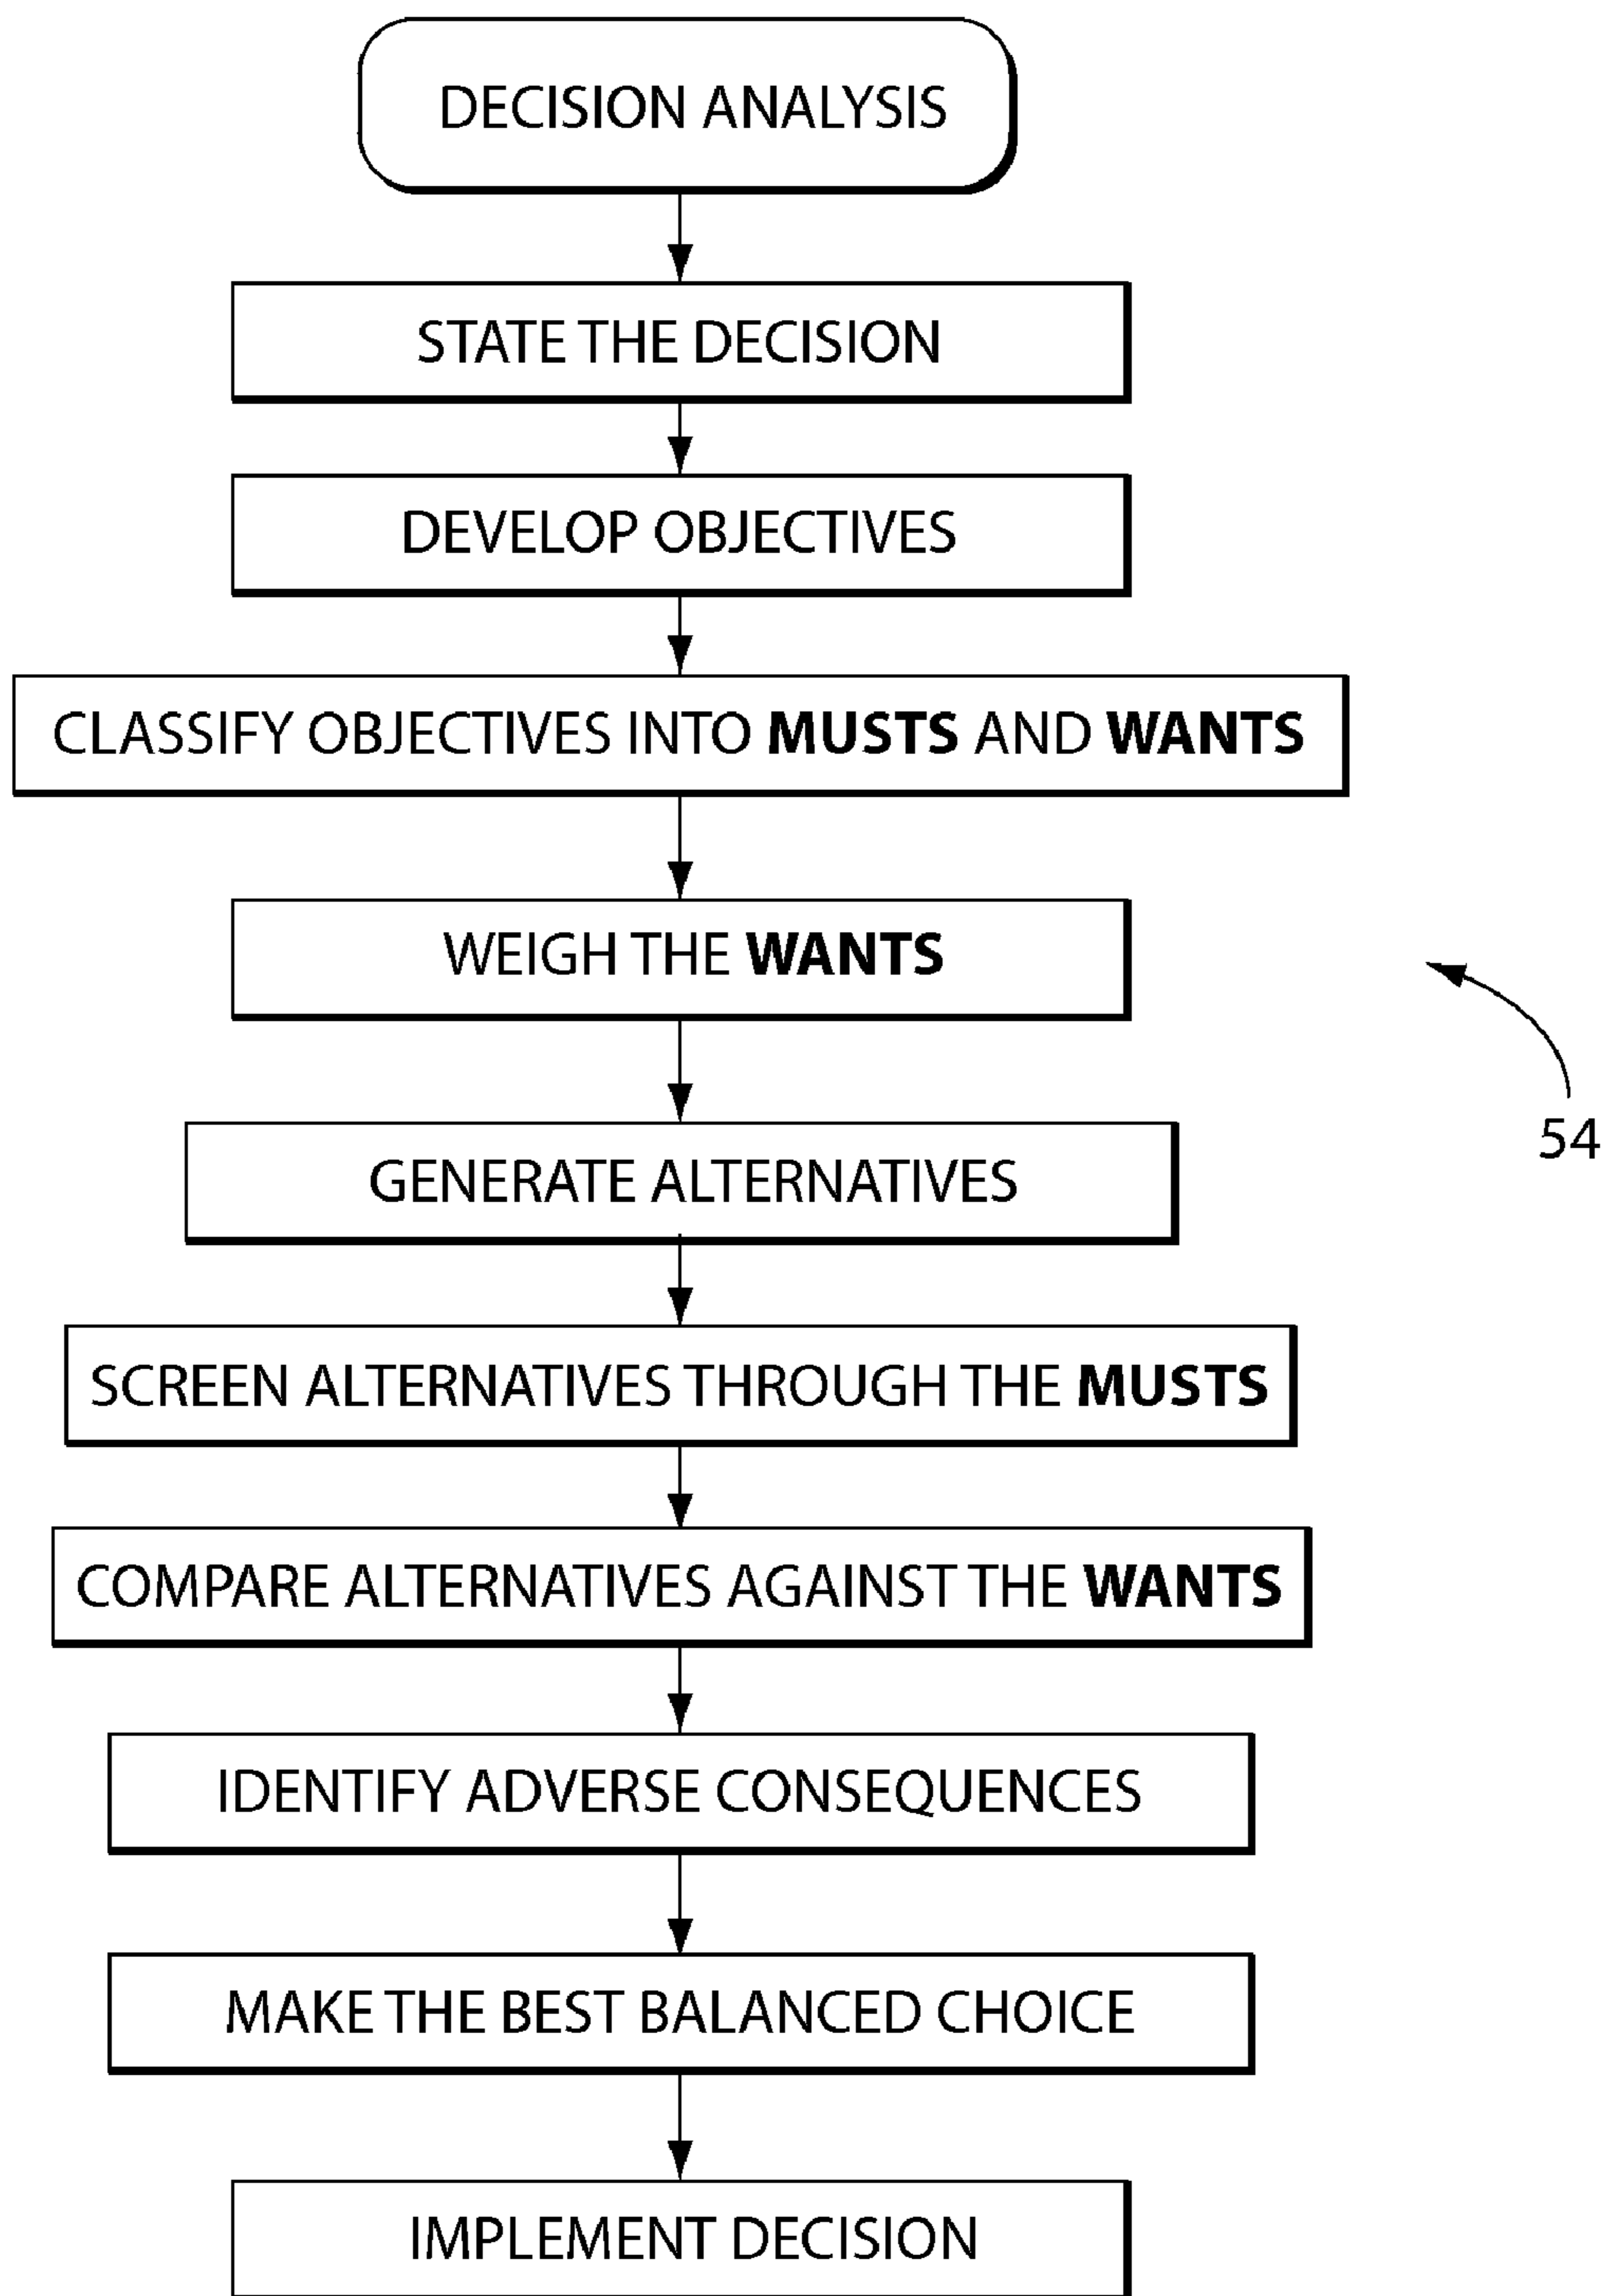 DECISION ANALYSIS
STATE THE DECISION
DEVELOP OBJECTIVES
CLASSIFY OBJECTIVES INTO MUSTS AND WANTS
WEIGH THE WANTS
54
GENERATE ALTERNATIVES
SCREEN ALTERNATIVES THROUGH THE MUSTS
COMPARE ALTERNATIVES AGAINST THE WANTS
IDENTIFY ADVERSE CONSEQUENCES
MAKE THE BEST BALANCED CHOICE
IMPLEMENT DECISION